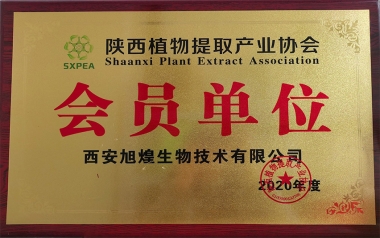 陕西植物提取产业协会
SXPEA
Shaanxi Plant Extract Association
会员单位
西安旭煌生物技术有限公司
2020年度